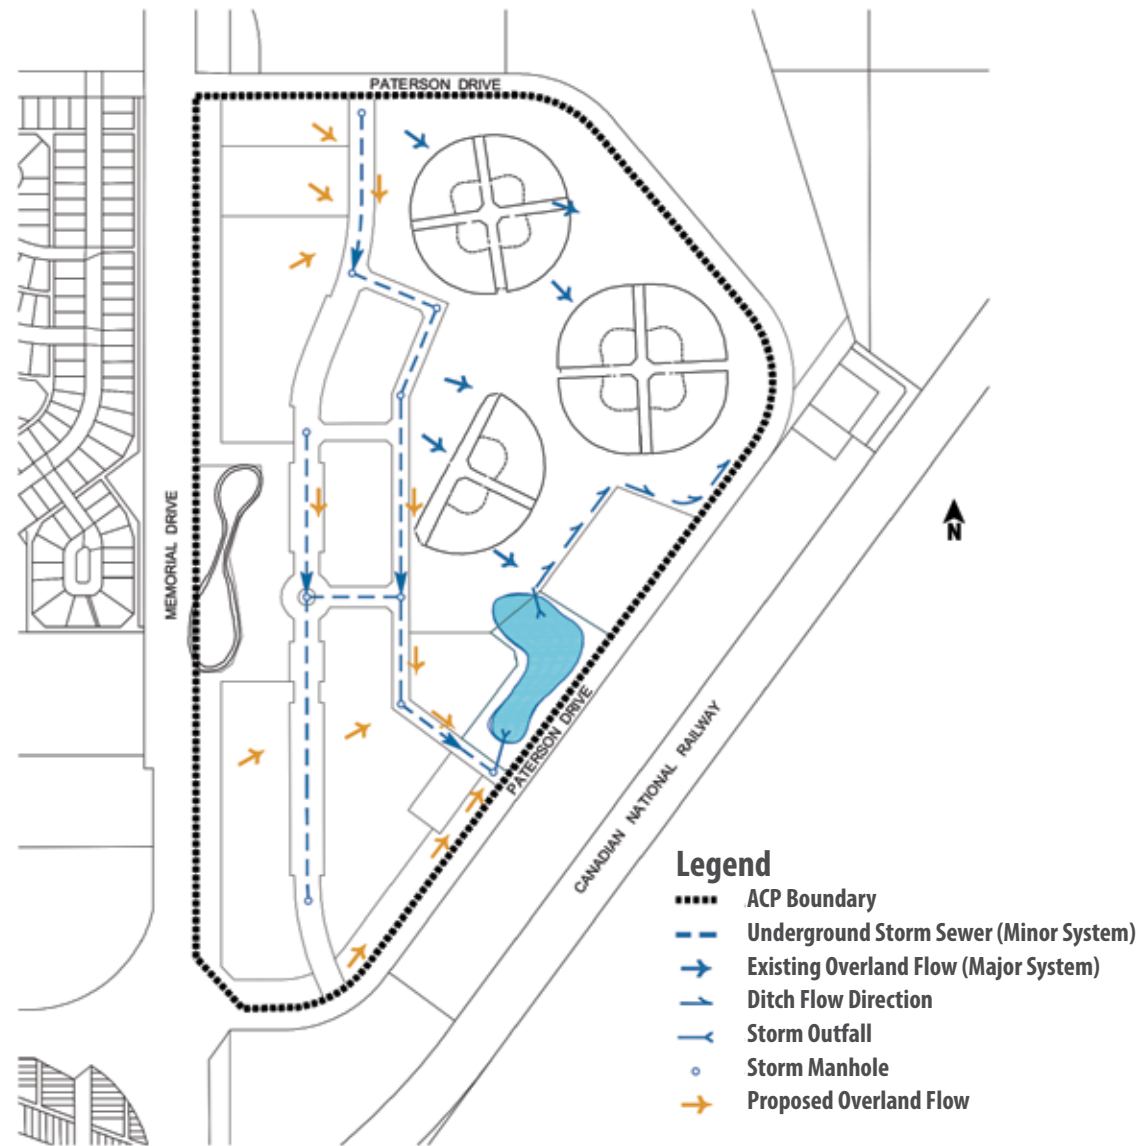 PATERSON DRIVE
MEMORIAL DRIVE
N
PATERSON DRIVE
CANADIAN NATIONAL RAILWAY
Legend
ACP Boundary
Underground Storm Sewer (Minor System)
Existing Overland Flow (Major System)
Ditch Flow Direction
Storm Outfall
Storm Manhole
Proposed Overland Flow